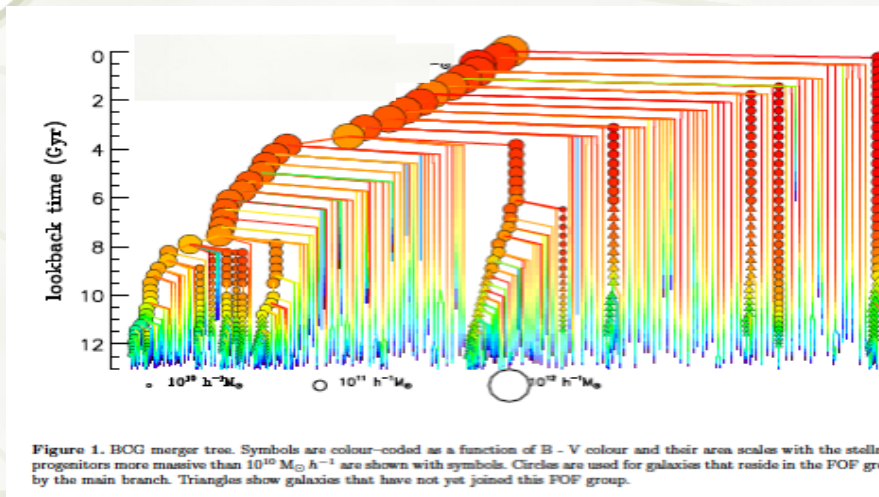 0
2
4
6
8
10
12
lookback time (Gyr)
10¹⁰ h⁻¹M☉ 10¹¹ h⁻¹M☉ 10¹² h⁻¹M☉
Figure 1. BCG merger tree. Symbols are colour–coded as a function of B - V colour and their area scales with the stell
progenitors more massive than 10¹⁰ M☉ h⁻¹ are shown with symbols. Circles are used for galaxies that reside in the FOF gr
by the main branch. Triangles show galaxies that have not yet joined this FOF group.